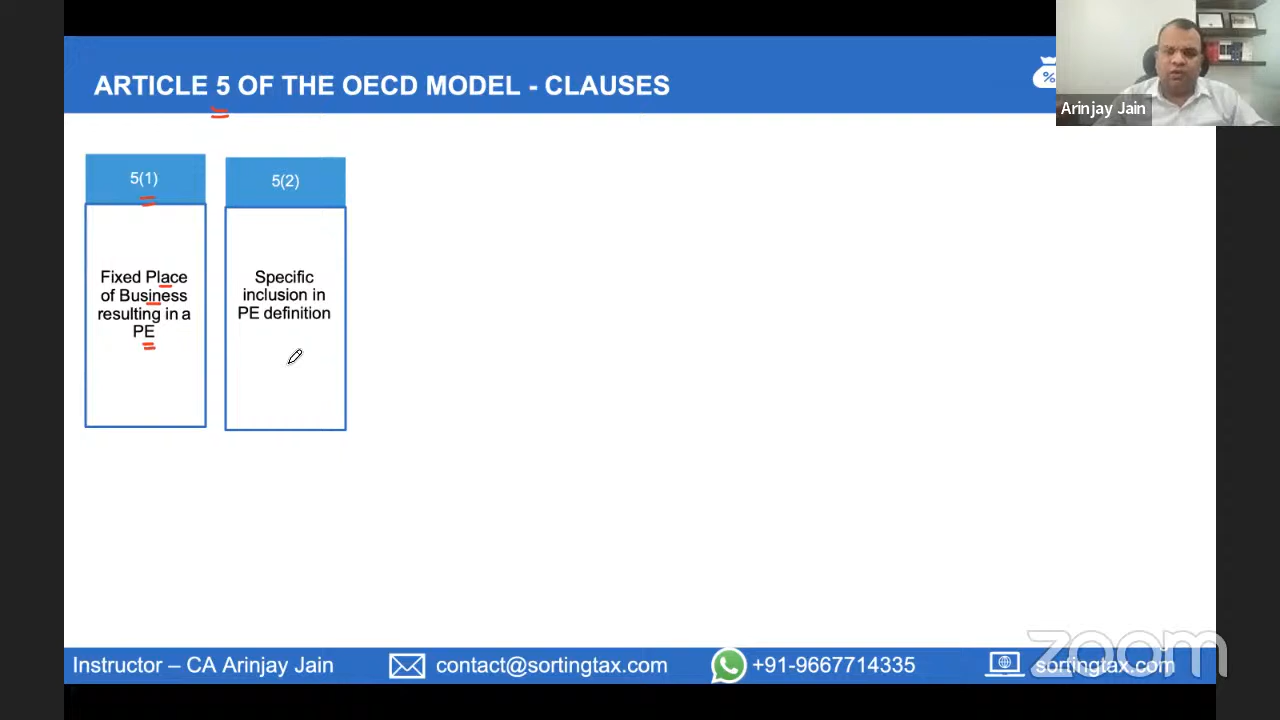 ARTICLE 5 OF THE OECD MODEL - CLAUSES
%
Arinjay Jain
5(1)
Fixed Place
of Business
resulting in a
PE
5(2)
Specific
inclusion in
PE definition
zoom
Instructor – CA Arinjay Jain
contact@sortingtax.com
+91-9667714335
sortingtax.com